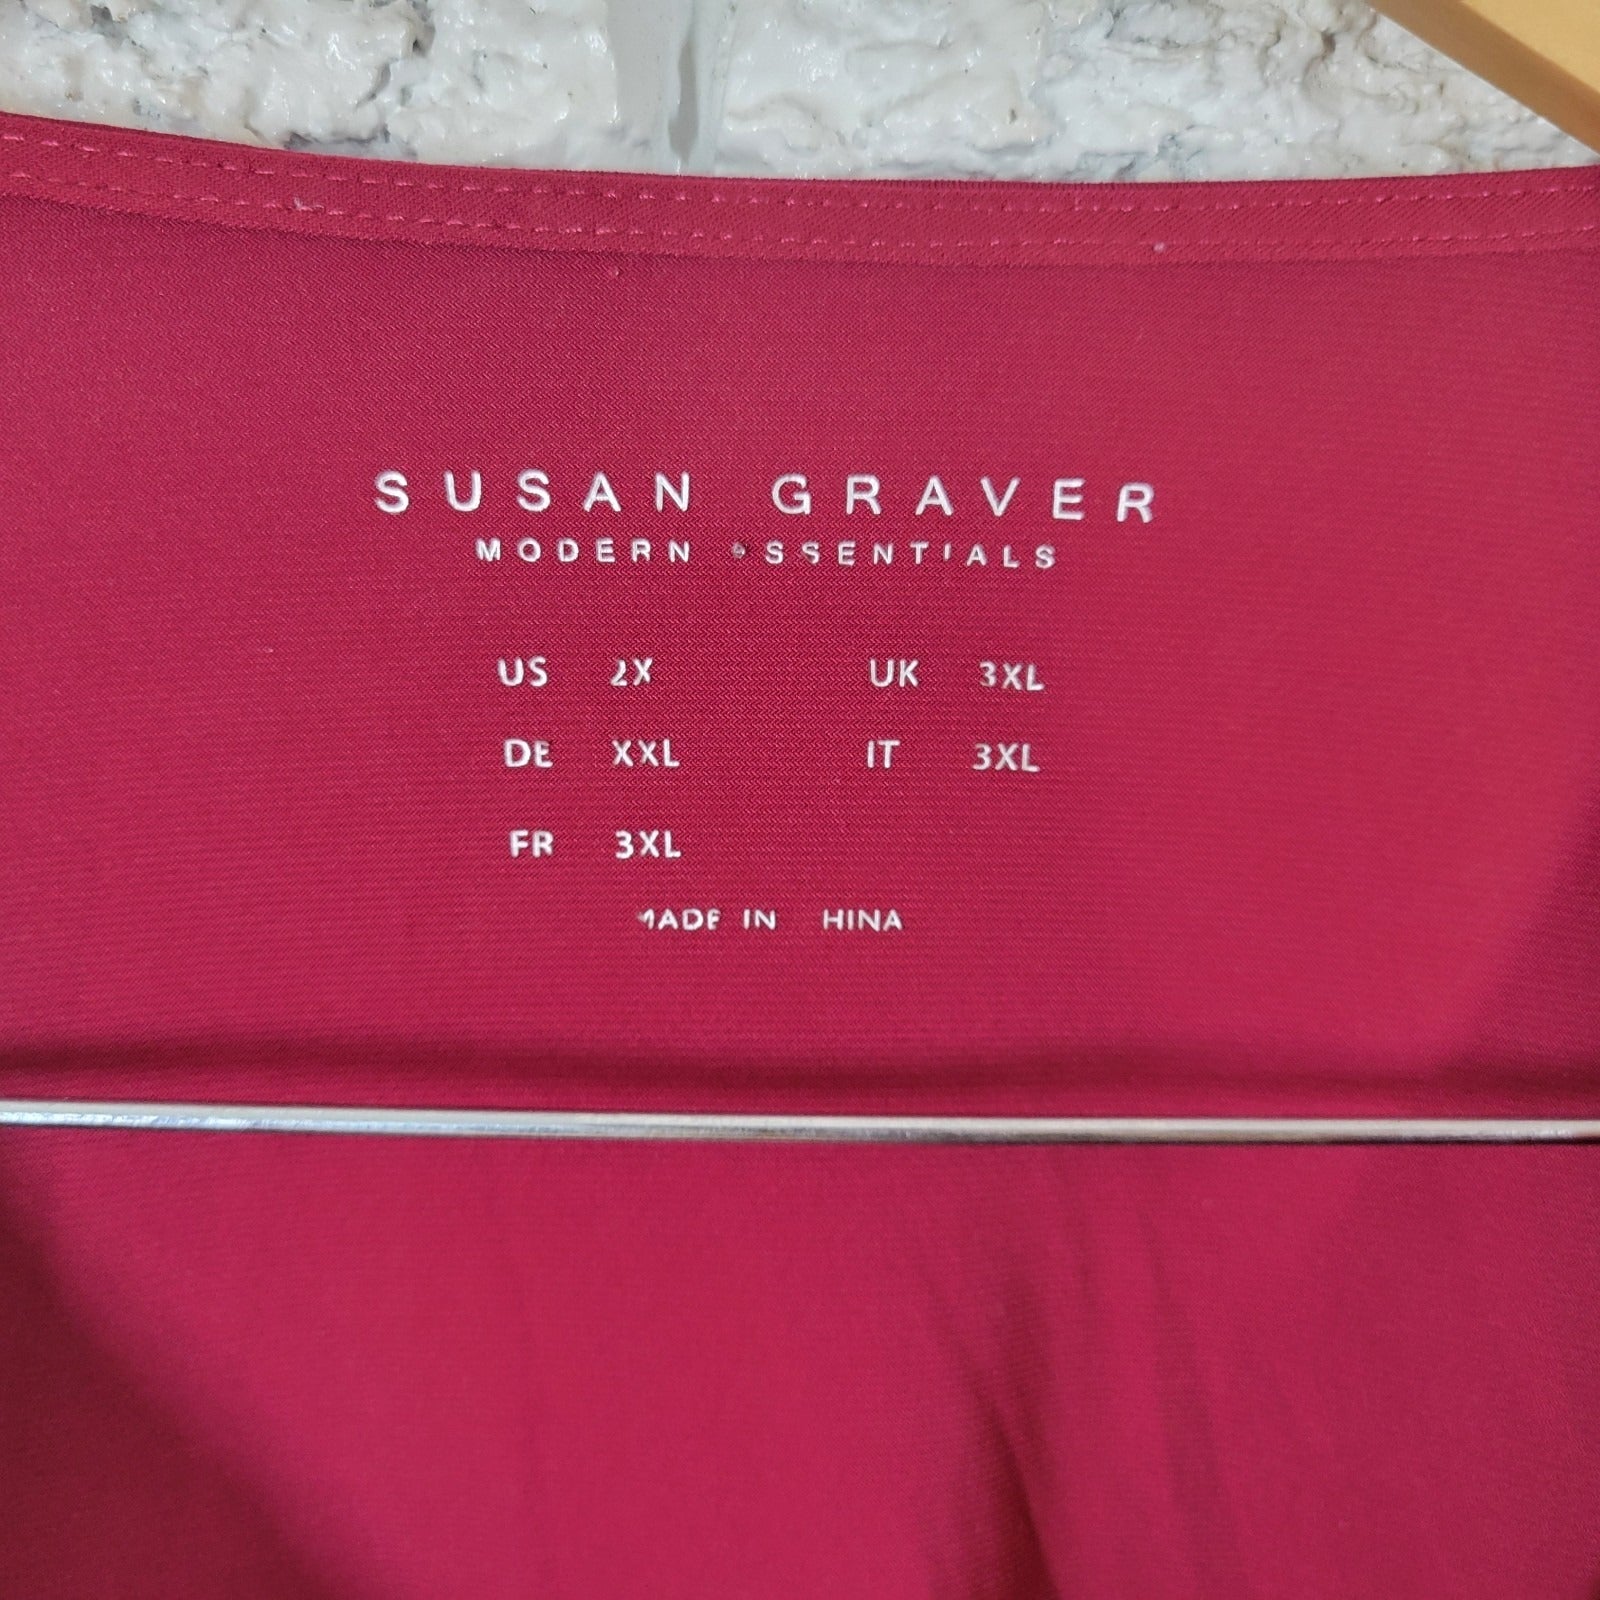 SUSAN GRAVER
MODERN ESSENTIALS
US 2X UK 3XL
DE XXL IT 3XL
FR 3XL
MADE IN HINA